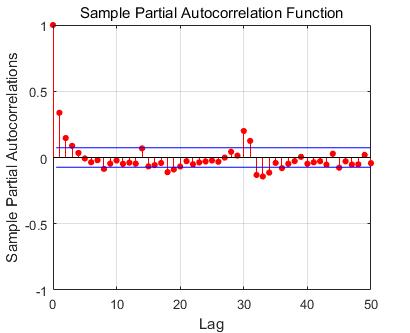 Sample Partial Autocorrelation Function
Sample Partial Autocorrelations
1
0.5
0
-0.5
-1
0 10 20 30 40 50
Lag